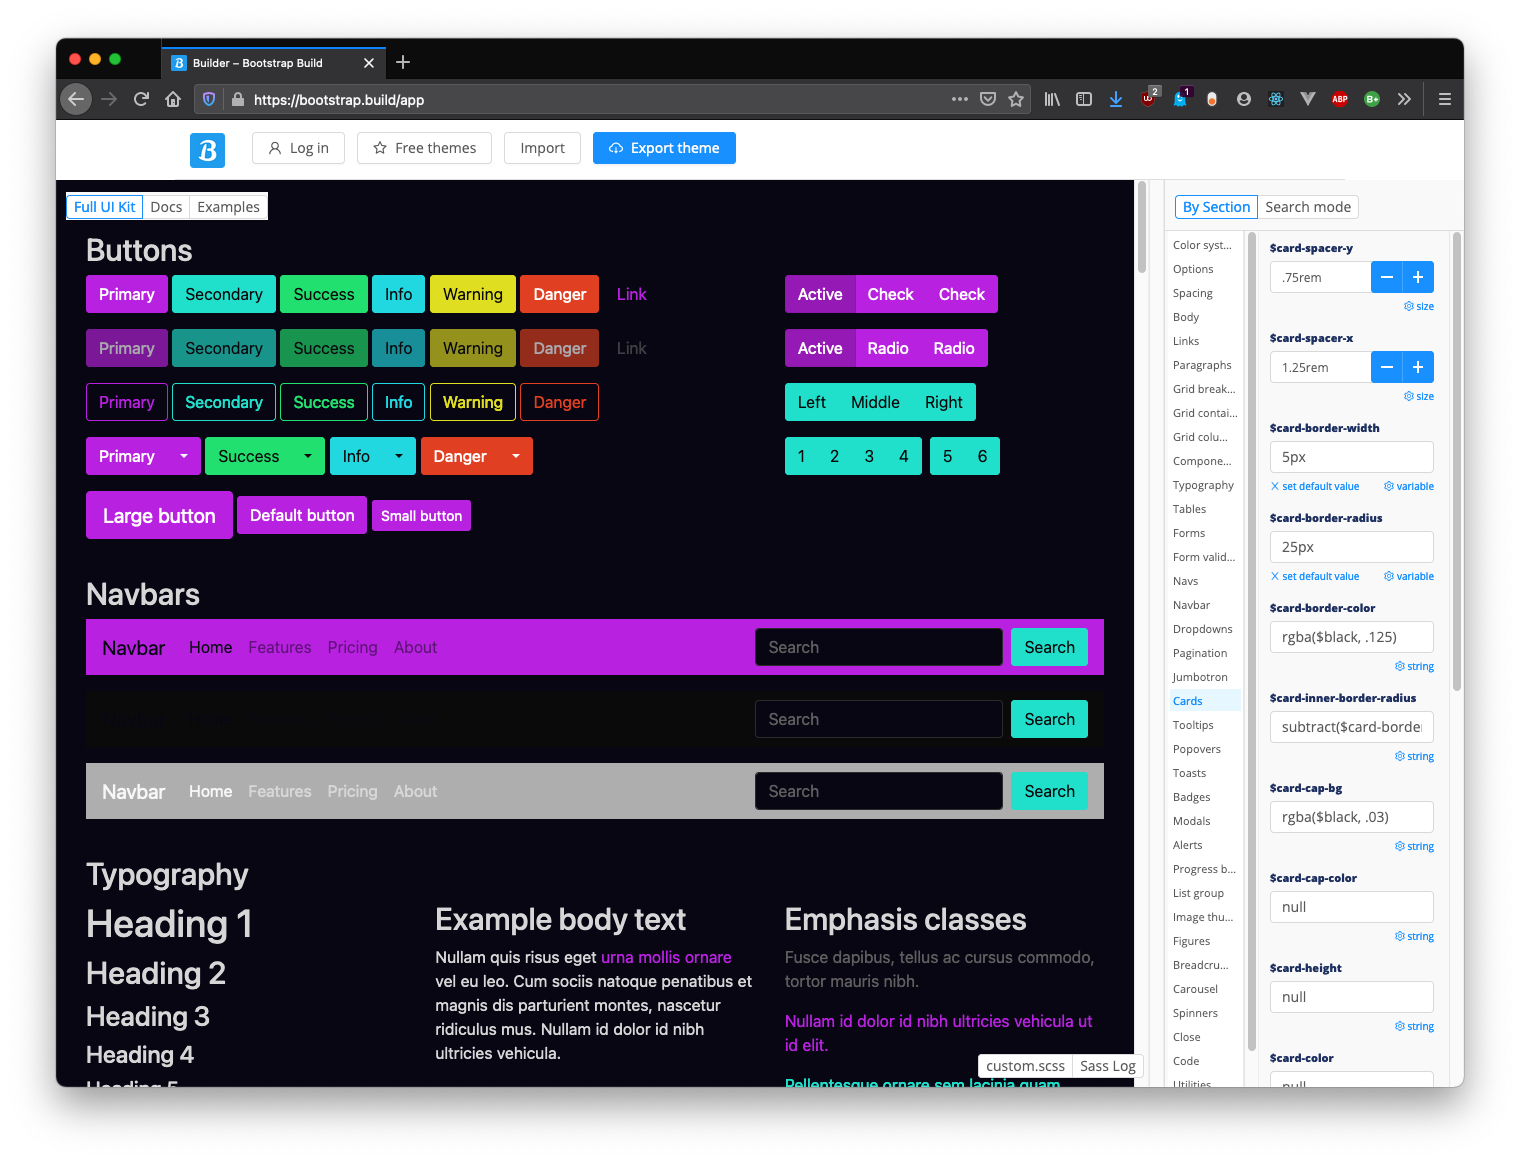 Builder – Bootstrap Build
https://bootstrap.build/app
2
1
ABP
B+
B
Log in
Free themes
Import
Export theme
Full UI Kit Docs Examples
By Section Search mode
Buttons
Primary Secondary Success Info Warning Danger Link
Active Check Check
Primary Secondary Success Info Warning Danger Link
Active Radio Radio
Primary Secondary Success Info Warning Danger
Left Middle Right
Primary Success Info Danger
1 2 3 4 5 6
Large button Default button Small button
Navbars
Navbar Home Features Pricing About Search Search
Search Search
Navbar Home Features Pricing About Search Search
Typography
Heading 1
Heading 2
Heading 3
Heading 4
Heading 5
Example body text
Nullam quis risus eget urna mollis ornare
vel eu leo. Cum sociis natoque penatibus et
magnis dis parturient montes, nascetur
ridiculus mus. Nullam id dolor id nibh
ultricies vehicula.
Emphasis classes
Fusce dapibus, tellus ac cursus commodo,
tortor mauris nibh.
Nullam id dolor id nibh ultricies vehicula ut
id elit.
Pellentesque ornare sem lacinia quam
custom.scss Sass Log
Color syst...
Options
Spacing
Body
Links
Paragraphs
Grid break...
Grid contai...
Grid colu...
Compone...
Typography
Tables
Forms
Form valid...
Navs
Navbar
Dropdowns
Pagination
Jumbotron
Cards
Tooltips
Popovers
Toasts
Badges
Modals
Alerts
Progress b...
List group
Image thu...
Figures
Breadcru...
Carousel
Spinners
Close
Code
Utilities
$card-spacer-y
.75rem
size
$card-spacer-x
1.25rem
size
$card-border-width
5px
set default value variable
$card-border-radius
25px
set default value variable
$card-border-color
rgba($black, .125)
string
$card-inner-border-radius
subtract($card-borde
string
$card-cap-bg
rgba($black, .03)
string
$card-cap-color
null
string
$card-height
null
string
$card-color
null